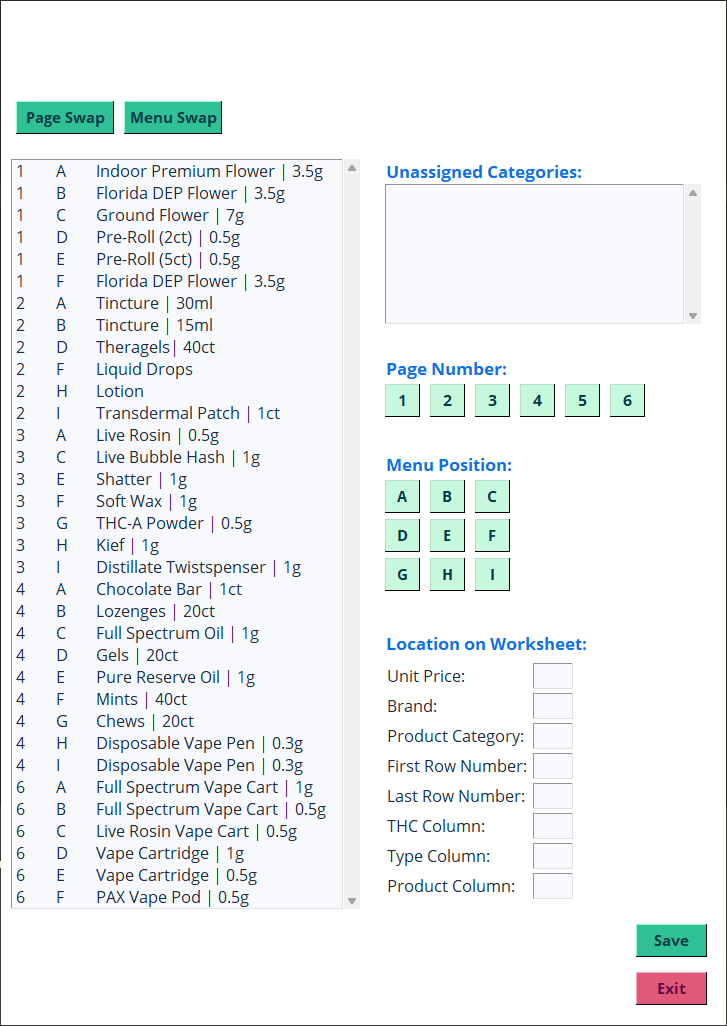 Page Swap Menu Swap
1 A Indoor Premium Flower | 3.5g
1 B Florida DEP Flower | 3.5g
1 C Ground Flower | 7g
1 D Pre-Roll (2ct) | 0.5g
1 E Pre-Roll (5ct) | 0.5g
1 F Florida DEP Flower | 3.5g
2 A Tincture | 30ml
2 B Tincture | 15ml
2 D Theragels| 40ct
2 F Liquid Drops
2 H Lotion
2 I Transdermal Patch | 1ct
3 A Live Rosin | 0.5g
3 C Live Bubble Hash | 1g
3 E Shatter | 1g
3 F Soft Wax | 1g
3 G THC-A Powder | 0.5g
3 H Kief | 1g
3 I Distillate Twistspenser | 1g
4 A Chocolate Bar | 1ct
4 B Lozenges | 20ct
4 C Full Spectrum Oil | 1g
4 D Gels | 20ct
4 E Pure Reserve Oil | 1g
4 F Mints | 40ct
4 G Chews | 20ct
4 H Disposable Vape Pen | 0.3g
4 I Disposable Vape Pen | 0.3g
6 A Full Spectrum Vape Cart | 1g
6 B Full Spectrum Vape Cart | 0.5g
6 C Live Rosin Vape Cart | 0.5g
6 D Vape Cartridge | 1g
6 E Vape Cartridge | 0.5g
6 F PAX Vape Pod | 0.5g
Unassigned Categories:
Page Number:
1 2 3 4 5 6
Menu Position:
A B C
D E F
G H I
Location on Worksheet:
Unit Price:
Brand:
Product Category:
First Row Number:
Last Row Number:
THC Column:
Type Column:
Product Column:
Save
Exit